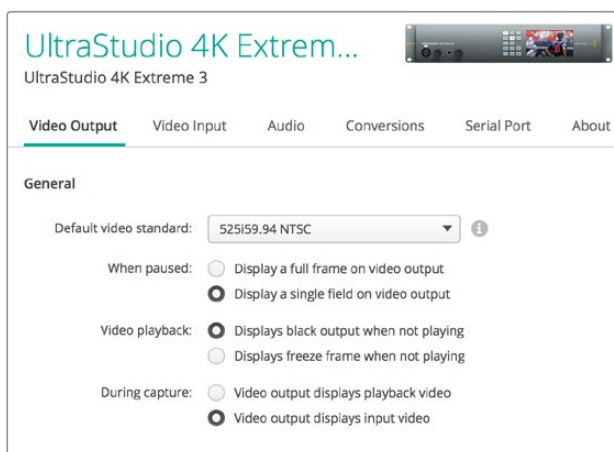 UltraStudio 4K Extrem...
UltraStudio 4K Extreme 3
Video Output Video Input Audio Conversions Serial Port About
General
Default video standard: 525i59.94 NTSC
When paused: Display a full frame on video output
Display a single field on video output
Video playback: Displays black output when not playing
Displays freeze frame when not playing
During capture: Video output displays playback video
Video output displays input video